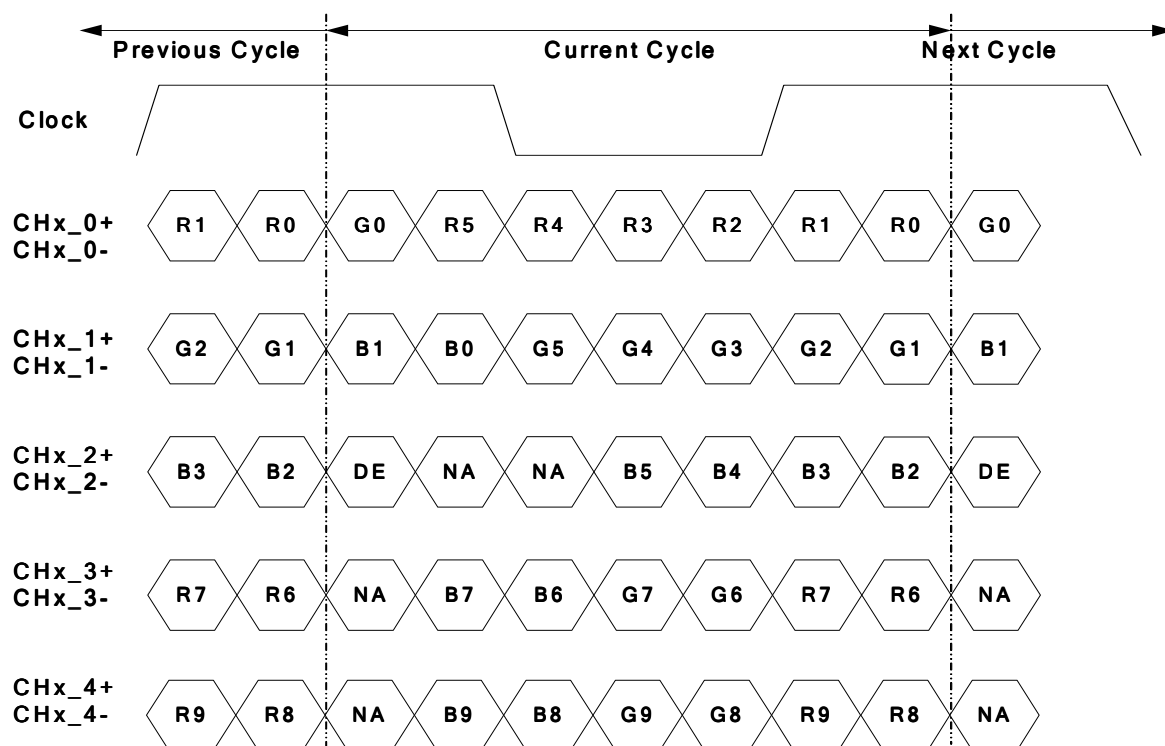 Previous Cycle Current Cycle Next Cycle
Clock
CHx_0+
CHx_0-
R1 R0 G0 R5 R4 R3 R2 R1 R0 G0
CHx_1+
CHx_1-
G2 G1 B1 B0 G5 G4 G3 G2 G1 B1
CHx_2+
CHx_2-
B3 B2 DE NA NA B5 B4 B3 B2 DE
CHx_3+
CHx_3-
R7 R6 NA B7 B6 G7 G6 R7 R6 NA
CHx_4+
CHx_4-
R9 R8 NA B9 B8 G9 G8 R9 R8 NA